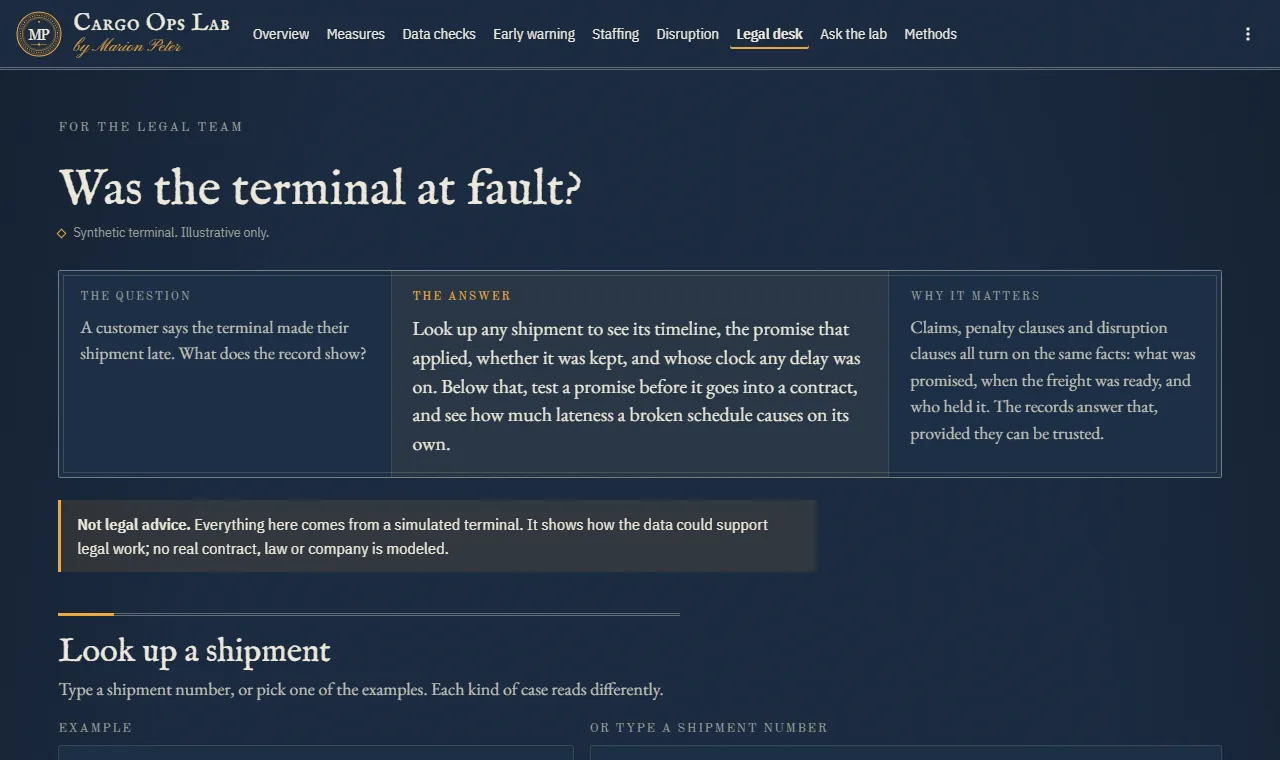 MP
Cargo Ops Lab
by Marion Peter
Overview Measures Data checks Early warning Staffing Disruption Legal desk Ask the lab Methods
FOR THE LEGAL TEAM
Was the terminal at fault?
Synthetic terminal. Illustrative only.
THE QUESTION
A customer says the terminal made their
shipment late. What does the record show?
THE ANSWER
Look up any shipment to see its timeline, the promise that
applied, whether it was kept, and whose clock any delay was
on. Below that, test a promise before it goes into a contract,
and see how much lateness a broken schedule causes on its
own.
WHY IT MATTERS
Claims, penalty clauses and disruption
clauses all turn on the same facts: what was
promised, when the freight was ready, and
who held it. The records answer that,
provided they can be trusted.
Not legal advice. Everything here comes from a simulated terminal. It shows how the data could support
legal work; no real contract, law or company is modeled.
Look up a shipment
Type a shipment number, or pick one of the examples. Each kind of case reads differently.
EXAMPLE
OR TYPE A SHIPMENT NUMBER